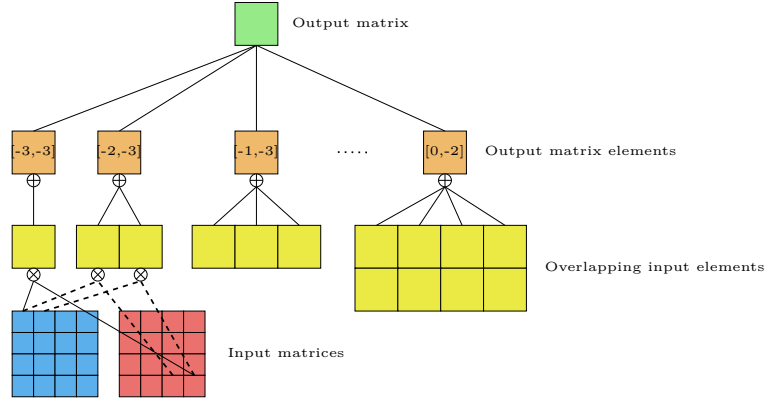 Output matrix
[-3,-3] [-2,-3] [-1,-3] ..... [0,-2] Output matrix elements
Overlapping input elements
Input matrices